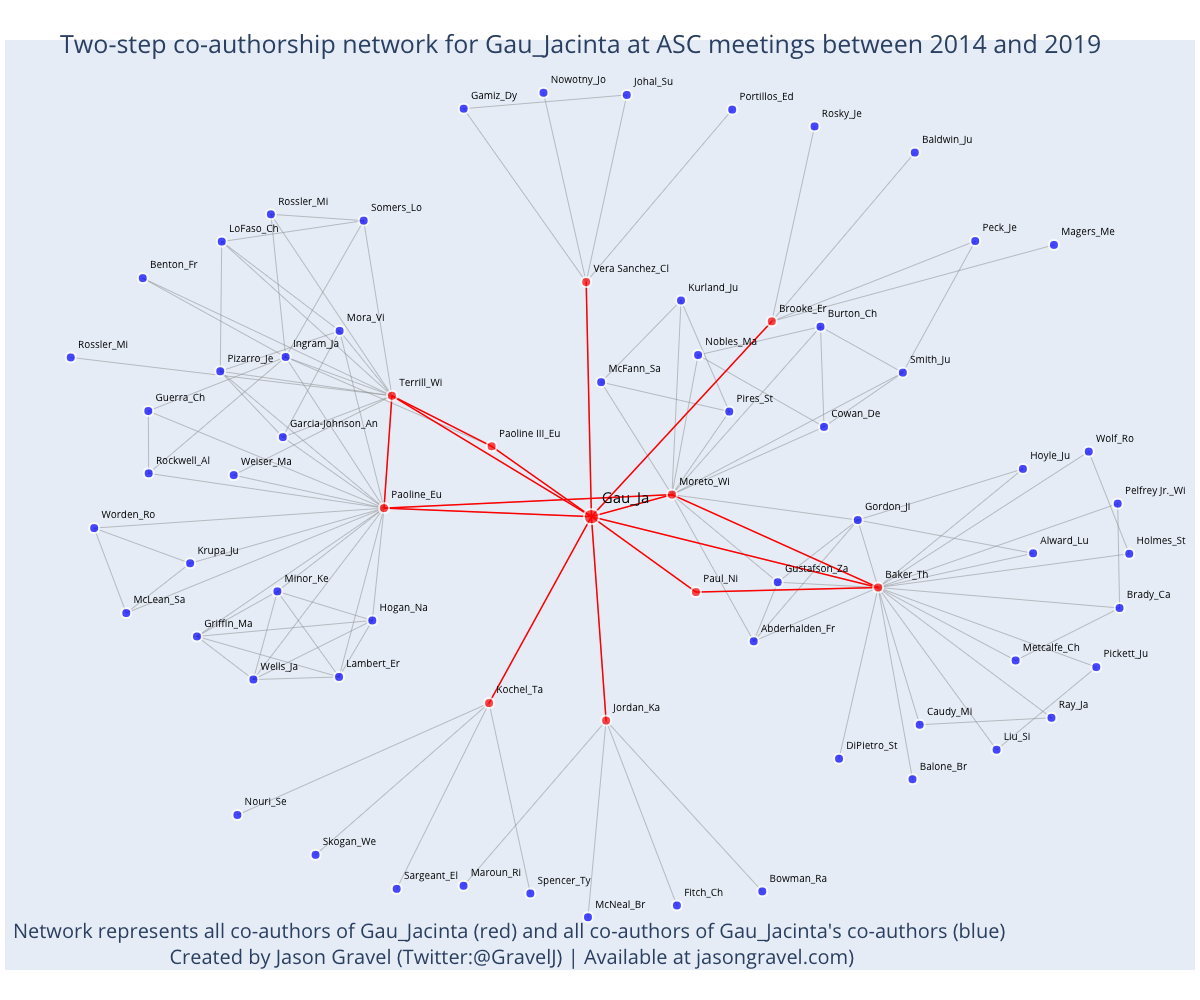 Two-step co-authorship network for Gau_Jacinta at ASC meetings between 2014 and 2019
Nowotny_Jo
Johal_Su
Gamiz_Dy
Portillos_Ed
Rosky_Je
Baldwin_Ju
Rossler_Mi
Somers_Lo
LoFaso_Ch
Peck_Je
Magers_Me
Benton_Fr
Vera Sanchez_Cl
Kurland_Ju
Brooke_Er
Burton_Ch
Mora_Vi
Ingram_Ja
Nobles_Ma
Rossler_Mi
Pizarro_Je
Smith_Ju
McFann_Sa
Terrill_Wi
Guerra_Ch
Pires_St
Cowan_De
Garcia-Johnson_An
Paoline III_Eu
Wolf_Ro
Rockwell_Al
Weiser_Ma
Hoyle_Ju
Moreto_Wi
Paoline_Eu
Gau_Ja
Pelfrey Jr._Wi
Worden_Ro
Gordon_Ji
Krupa_Ju
Alward_Lu
Holmes_St
Gustafson_Za
Baker_Th
Minor_Ke
Paul_Ni
McLean_Sa
Hogan_Na
Brady_Ca
Griffin_Ma
Abderhalden_Fr
Metcalfe_Ch
Pickett_Ju
Wells_Ja
Lambert_Er
Kochel_Ta
Jordan_Ka
Caudy_Mi
Ray_Ja
DiPietro_St
Liu_Si
Balone_Br
Nouri_Se
Skogan_We
Sargeant_El
Maroun_Ri
Spencer_Ty
Bowman_Ra
Fitch_Ch
McNeal_Br
Network represents all co-authors of Gau_Jacinta (red) and all co-authors of Gau_Jacinta's co-authors (blue)
Created by Jason Gravel (Twitter:@GravelJ) | Available at jasongravel.com)